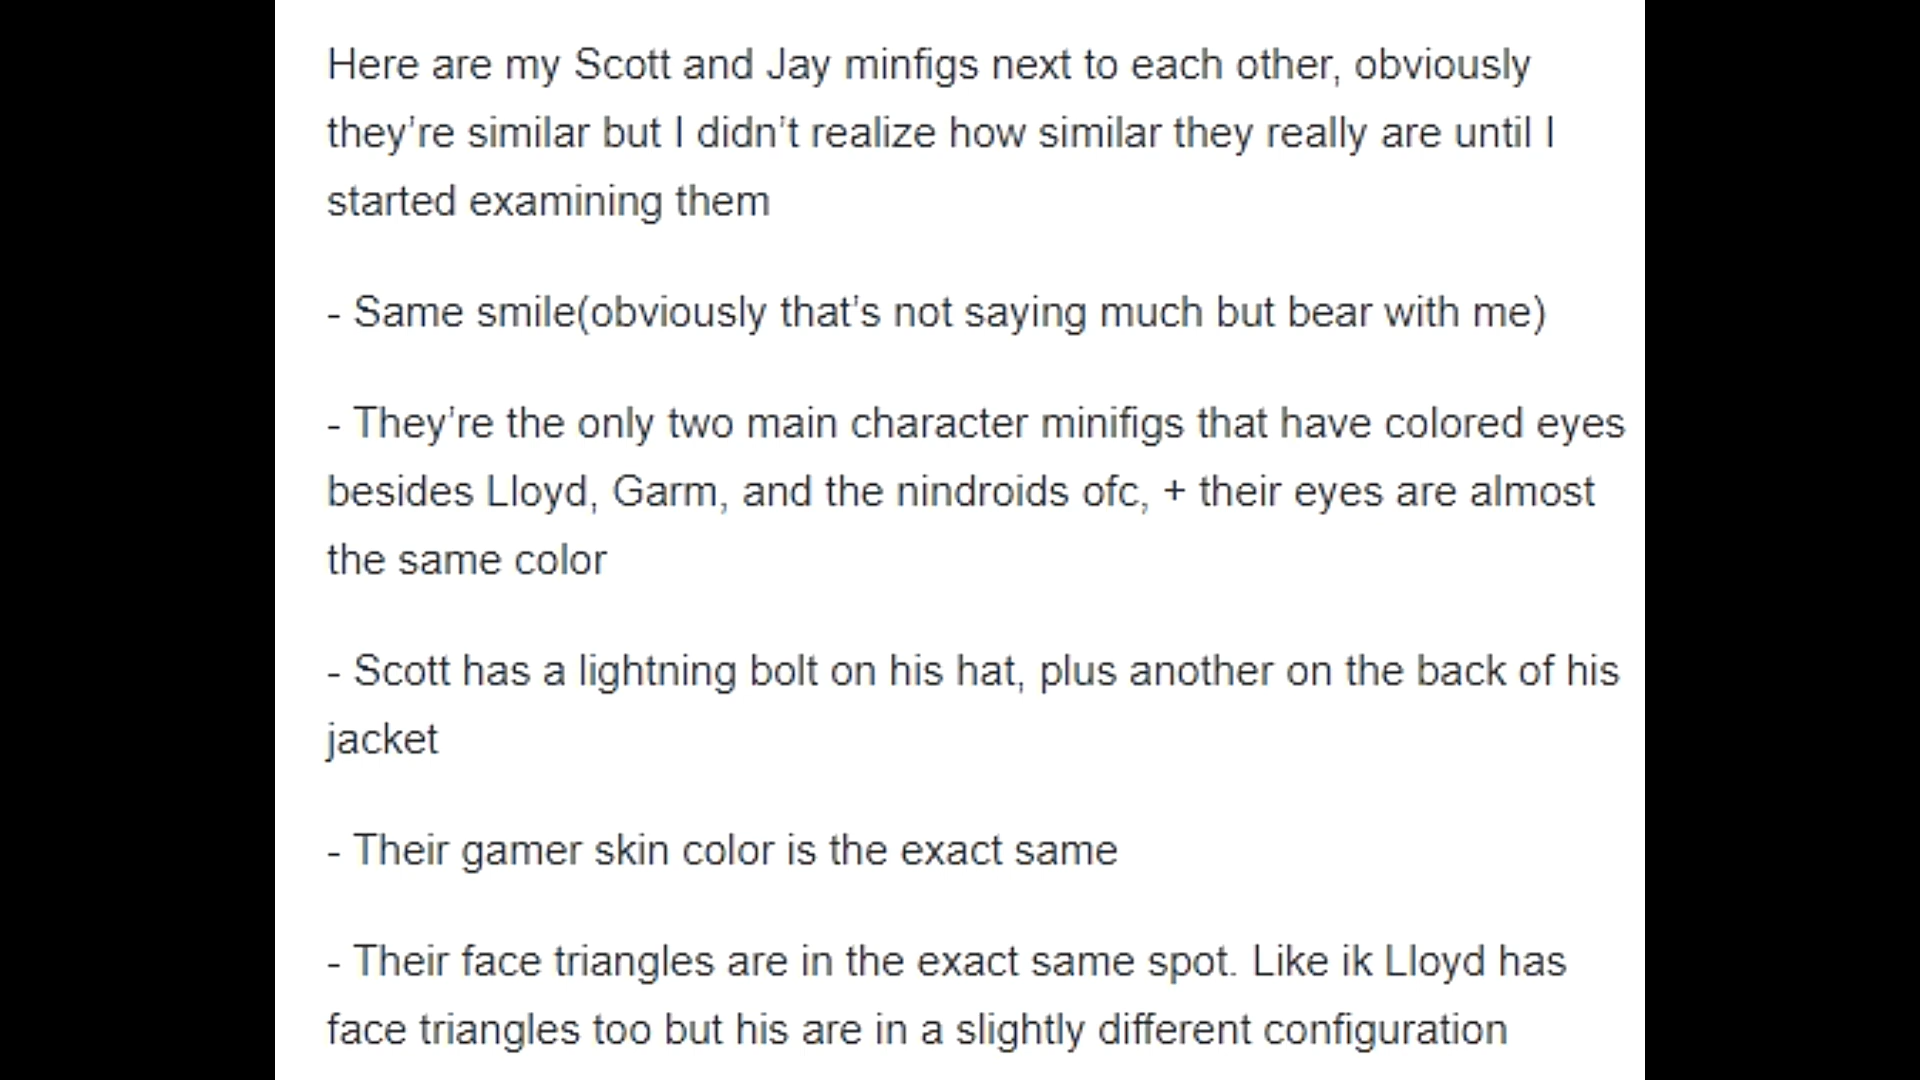 Here are my Scott and Jay minfigs next to each other, obviously
they're similar but I didn't realize how similar they really are until I
started examining them
- Same smile(obviously that's not saying much but bear with me)
- They're the only two main character minifigs that have colored eyes
besides Lloyd, Garm, and the nindroids ofc, + their eyes are almost
the same color
- Scott has a lightning bolt on his hat, plus another on the back of his
jacket
- Their gamer skin color is the exact same
- Their face triangles are in the exact same spot. Like ik Lloyd has
face triangles too but his are in a slightly different configuration